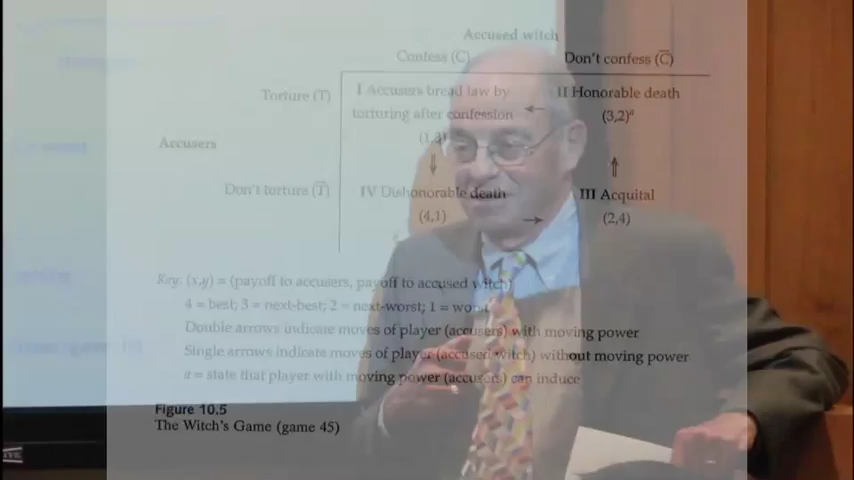 Accused witch
Confess (C) Don't confess (C̅)
Torture (T) I Accusers bread law by II Honorable death
torturing after confession (3,2)ᵃ
(1,3)
Accusers
Don't torture (T̅) IV Dishonorable death III Acquital
(4,1) (2,4)
Key: (x,y) = (payoff to accusers, payoff to accused witch)
4 = best; 3 = next-best; 2 = next-worst; 1 = worst
Double arrows indicate moves of player (accusers) with moving power
Single arrows indicate moves of player (accused witch) without moving power
a = state that player with moving power (accusers) can induce
Figure 10.5
The Witch's Game (game 45)